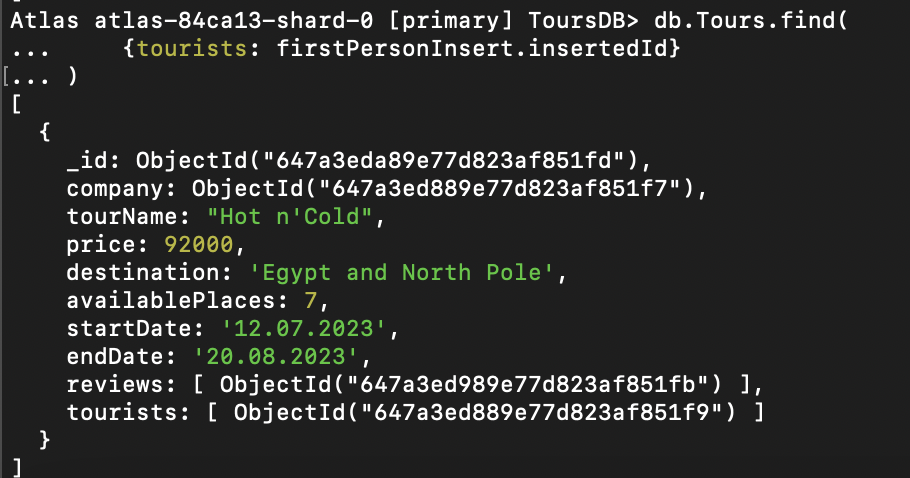 Atlas atlas-84ca13-shard-0 [primary] ToursDB> db.Tours.find(
... {tourists: firstPersonInsert.insertedId}
[... )
[
{
_id: ObjectId("647a3eda89e77d823af851fd"),
company: ObjectId("647a3ed889e77d823af851f7"),
tourName: "Hot n'Cold",
price: 92000,
destination: 'Egypt and North Pole',
availablePlaces: 7,
startDate: '12.07.2023',
endDate: '20.08.2023',
reviews: [ ObjectId("647a3ed989e77d823af851fb") ],
tourists: [ ObjectId("647a3ed889e77d823af851f9") ]
}
]